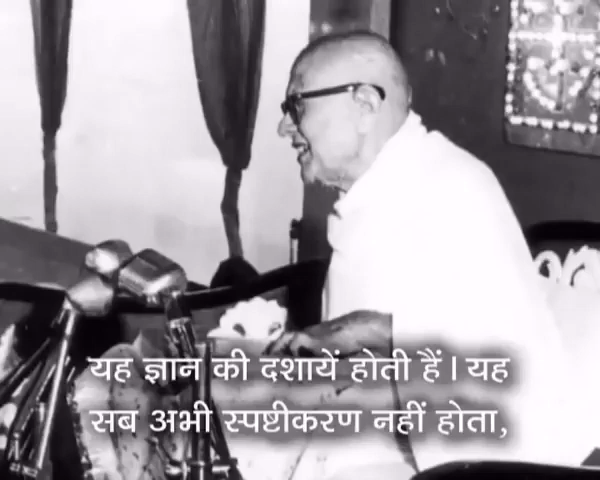 यह ज्ञान की दशायें होती हैं। यह
सब अभी स्पष्टीकरण नहीं होता,